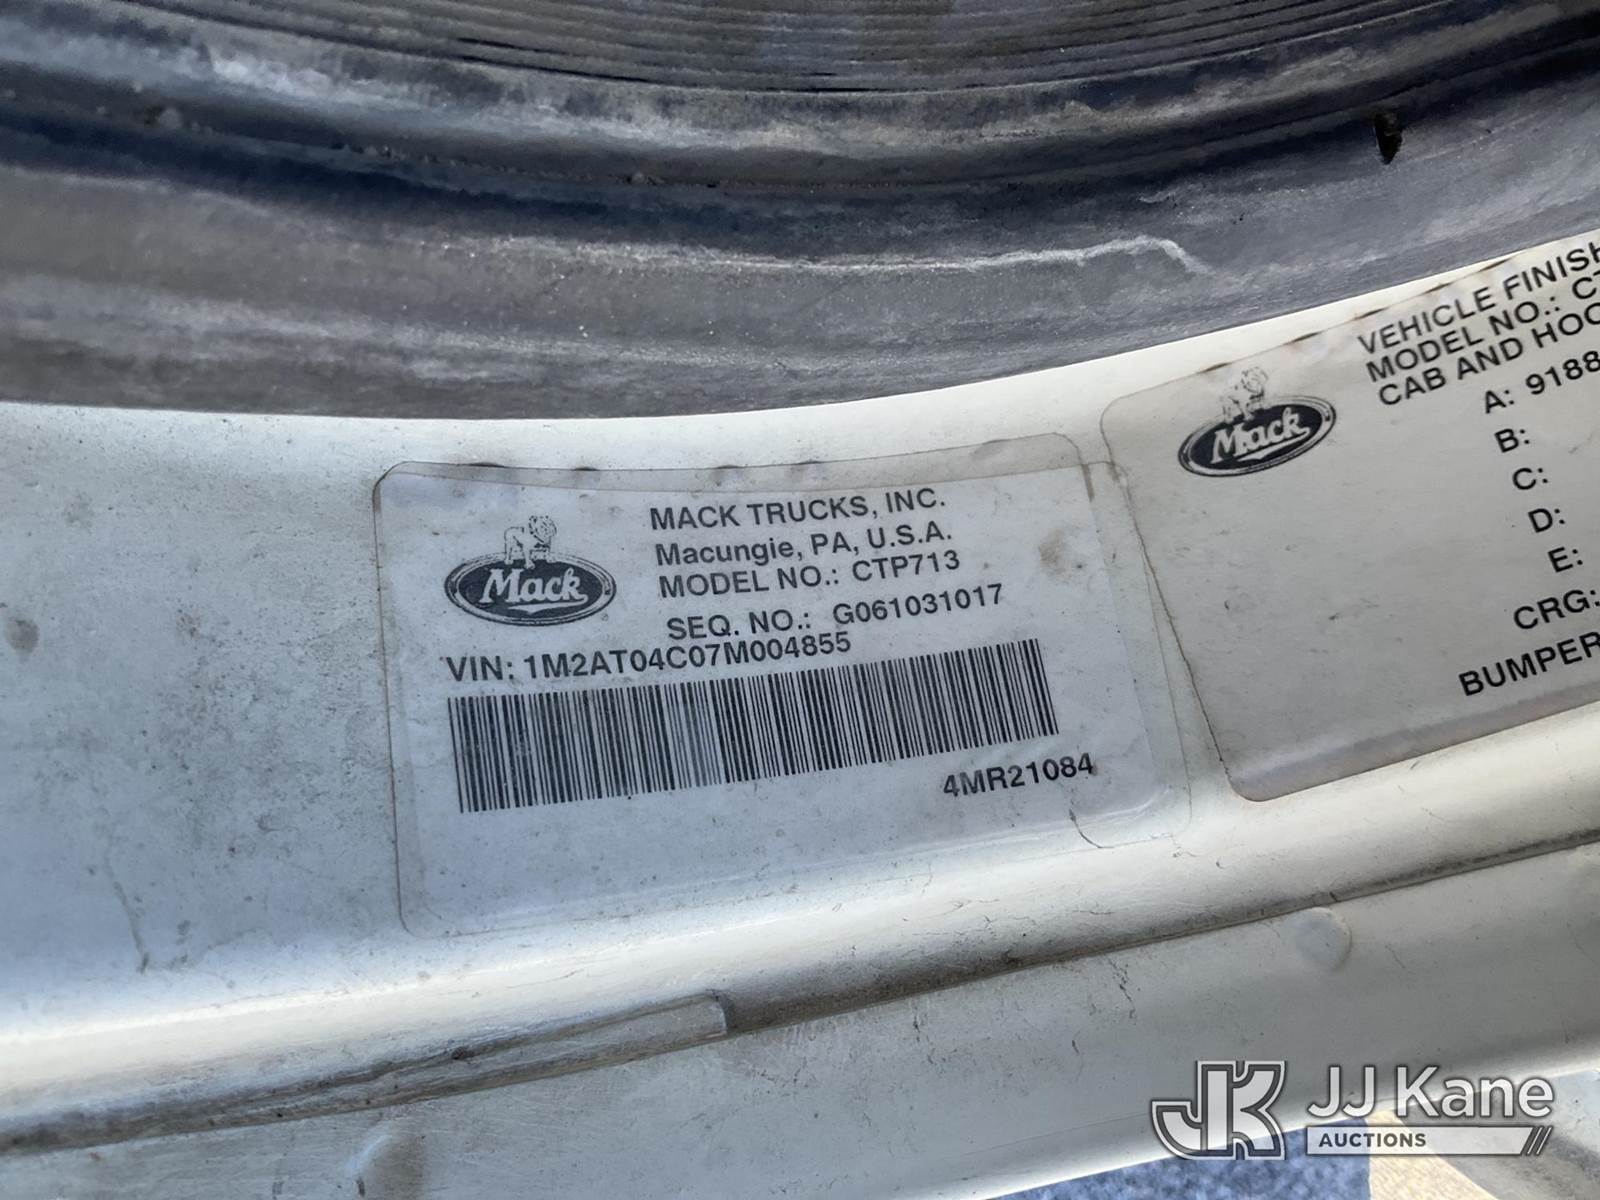 Mack
MACK TRUCKS, INC.
Macungie, PA, U.S.A.
MODEL NO.: CTP713
SEQ. NO.: G061031017
VIN: 1M2AT04C07M004855
4MR21084
Mack
VEHICLE FINISH
MODEL NO.: CT
CAB AND HOO
A: 9188
B:
C:
D:
E:
CRG:
BUMPER
JJ Kane
AUCTIONS